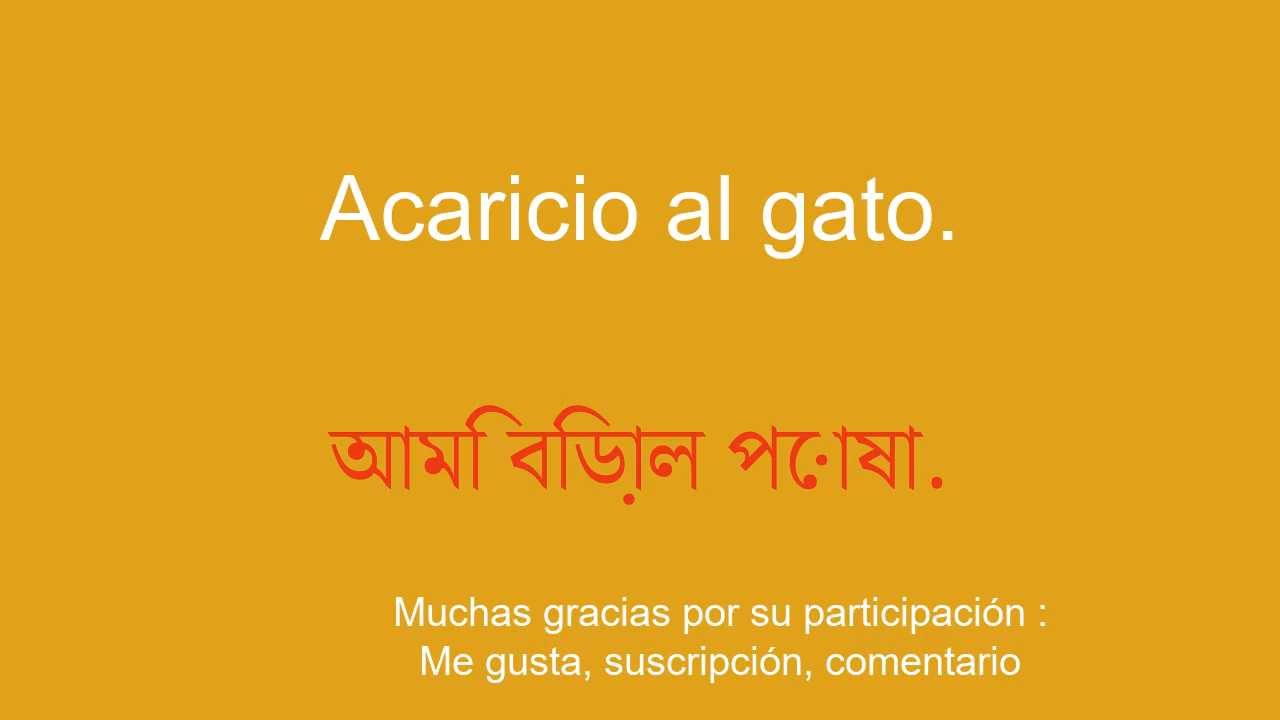 Acaricio al gato.
আমি বিড়াল পোষা.
Muchas gracias por su participación :
Me gusta, suscripción, comentario